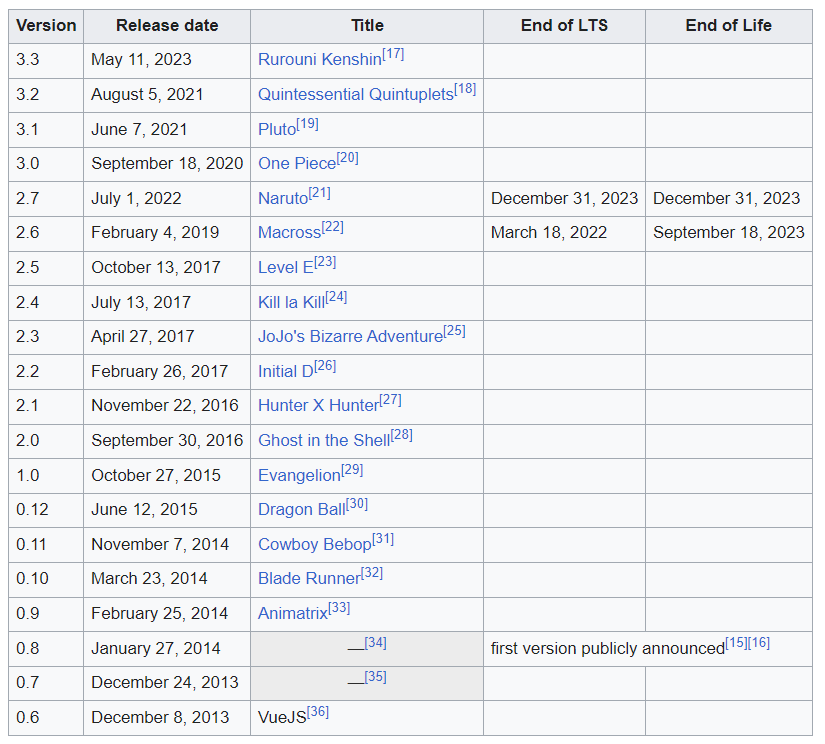 Version Release date Title End of LTS End of Life
3.3 May 11, 2023 Rurouni Kenshin[17]
3.2 August 5, 2021 Quintessential Quintuplets[18]
3.1 June 7, 2021 Pluto[19]
3.0 September 18, 2020 One Piece[20]
2.7 July 1, 2022 Naruto[21] December 31, 2023 December 31, 2023
2.6 February 4, 2019 Macross[22] March 18, 2022 September 18, 2023
2.5 October 13, 2017 Level E[23]
2.4 July 13, 2017 Kill la Kill[24]
2.3 April 27, 2017 JoJo's Bizarre Adventure[25]
2.2 February 26, 2017 Initial D[26]
2.1 November 22, 2016 Hunter X Hunter[27]
2.0 September 30, 2016 Ghost in the Shell[28]
1.0 October 27, 2015 Evangelion[29]
0.12 June 12, 2015 Dragon Ball[30]
0.11 November 7, 2014 Cowboy Bebop[31]
0.10 March 23, 2014 Blade Runner[32]
0.9 February 25, 2014 Animatrix[33]
0.8 January 27, 2014 —[34] first version publicly announced[15][16]
0.7 December 24, 2013 —[35]
0.6 December 8, 2013 VueJS[36]